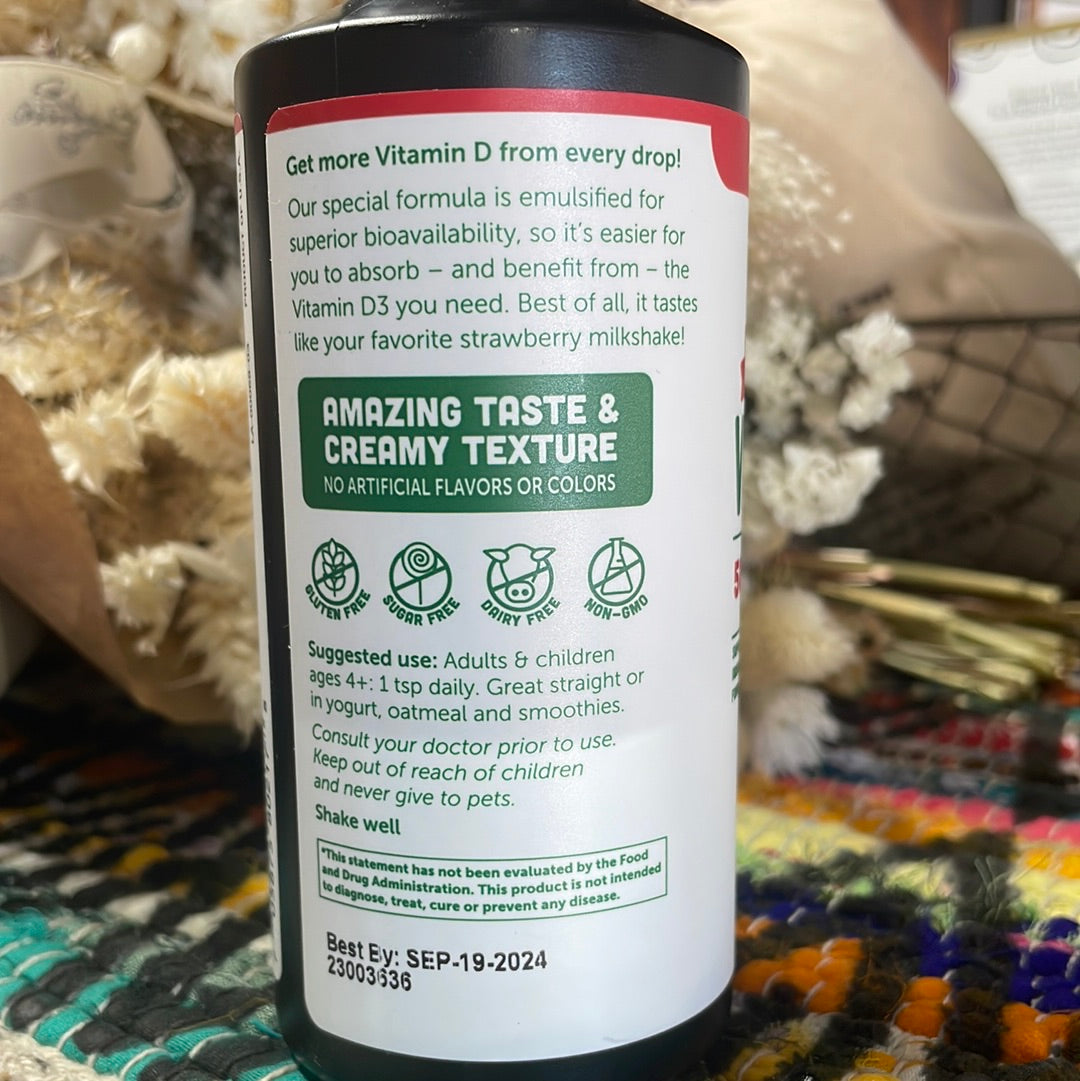 Get more Vitamin D from every drop!
Our special formula is emulsified for
superior bioavailability, so it's easier for
you to absorb – and benefit from – the
Vitamin D3 you need. Best of all, it tastes
like your favorite strawberry milkshake!
AMAZING TASTE &
CREAMY TEXTURE
NO ARTIFICIAL FLAVORS OR COLORS
GLUTEN FREE
SUGAR FREE
DAIRY FREE
NON-GMO
Suggested use: Adults & children
ages 4+: 1 tsp daily. Great straight or
in yogurt, oatmeal and smoothies.
Consult your doctor prior to use.
Keep out of reach of children
and never give to pets.
Shake well
*This statement has not been evaluated by the Food
and Drug Administration. This product is not intended
to diagnose, treat, cure or prevent any disease.
Best By: SEP-19-2024
23003636
PRODUCT OF U.S.A